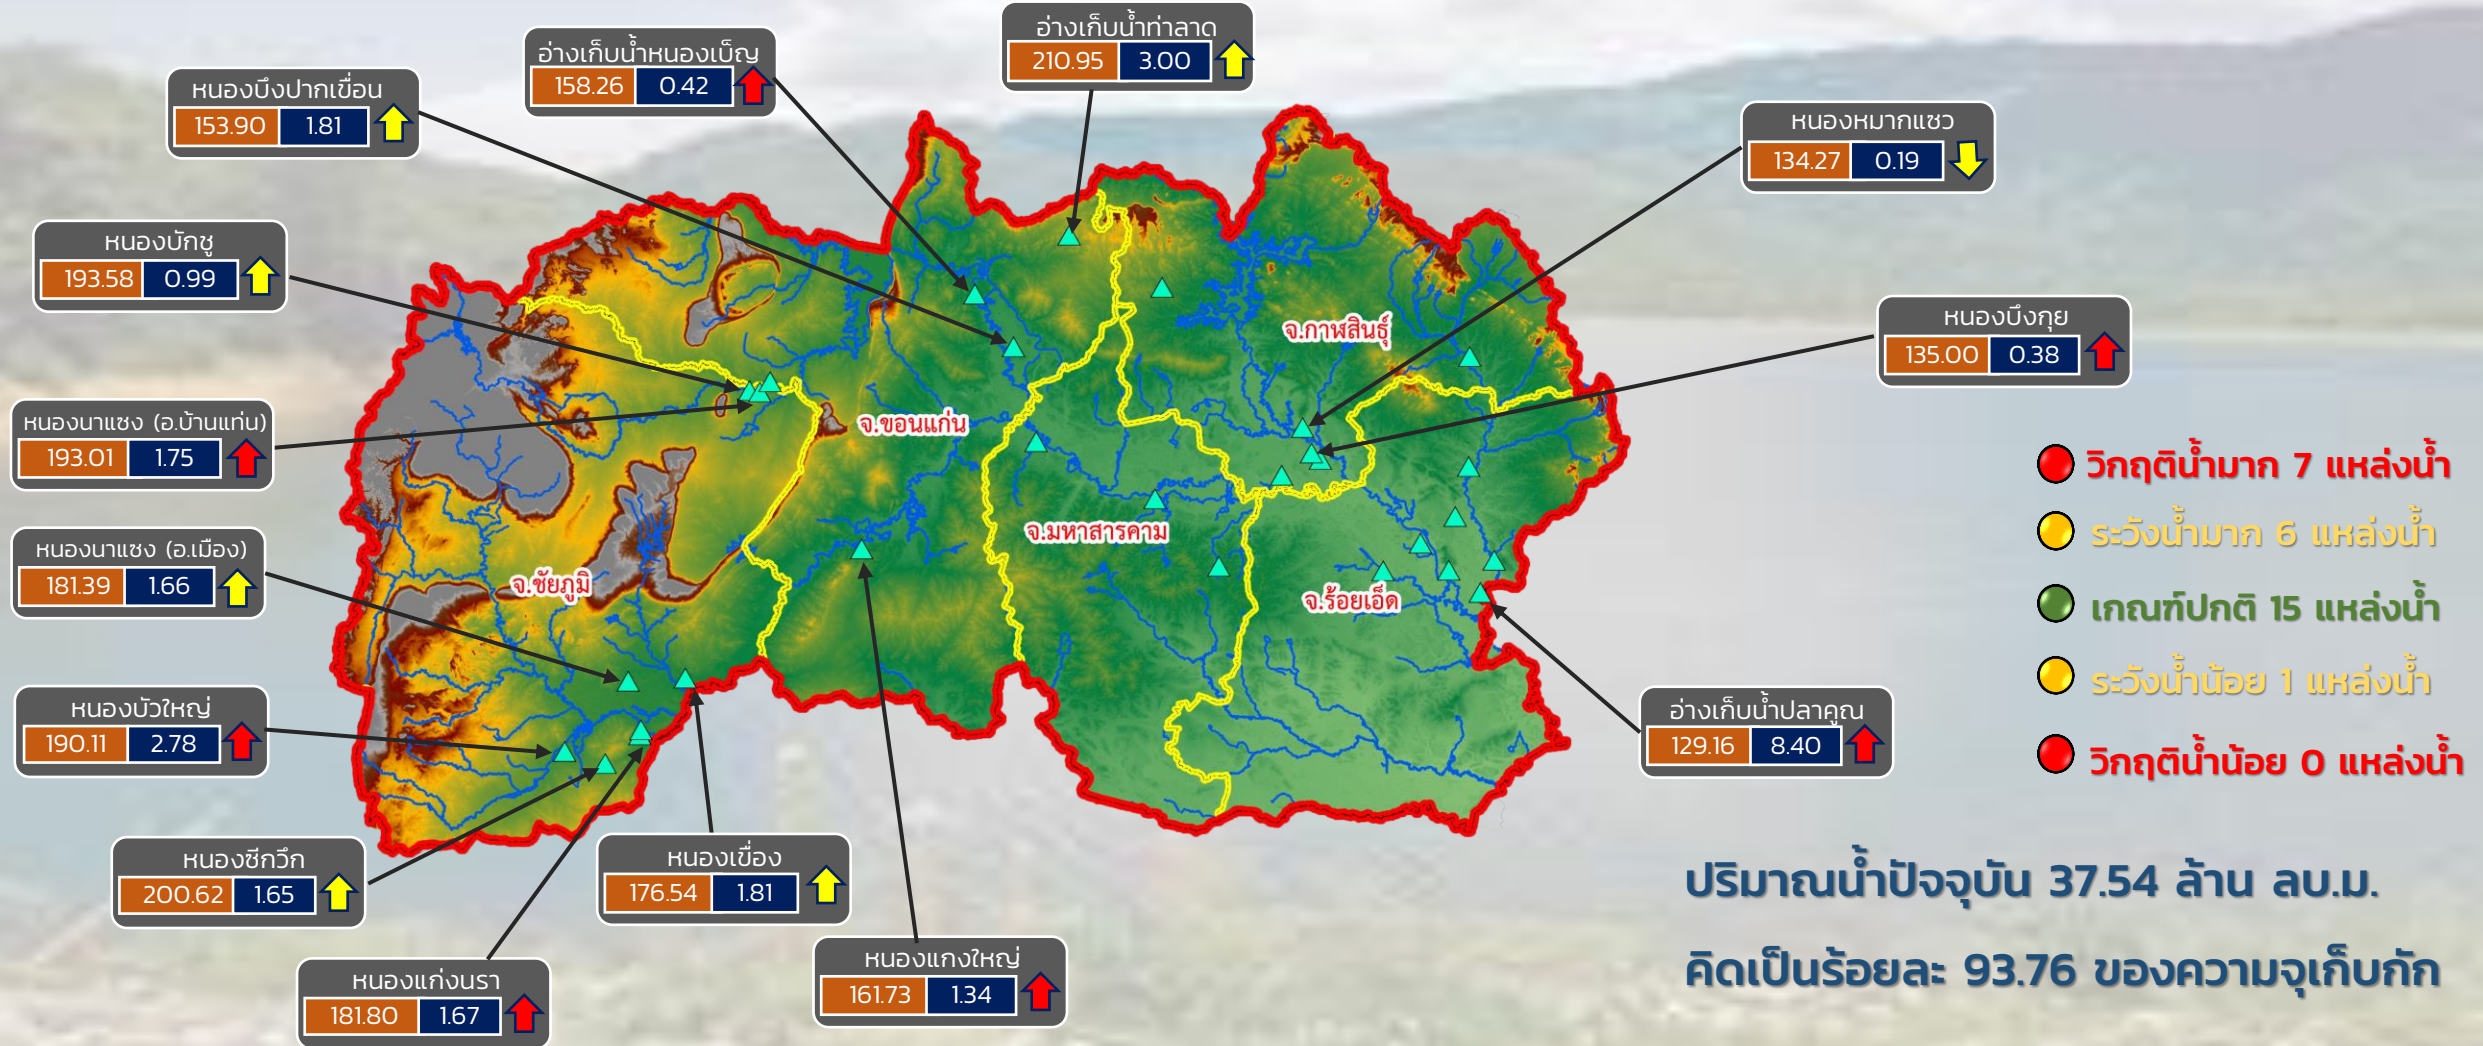 อ่างเก็บน้ำท่าลาด
210.95 3.00
อ่างเก็บน้ำหนองเบ็ญ
158.26 0.42
หนองบึงปากเขื่อน
153.90 1.81
หนองหมากแซว
134.27 0.19
หนองบักชู
193.58 0.99
หนองบึงกุย
135.00 0.38
จ.กาฬสินธุ์
หนองนาแซง (อ.บ้านแท่น)
193.01 1.75
จ.ขอนแก่น
วิกฤติน้ำมาก 7 แหล่งน้ำ
ระวังน้ำมาก 6 แหล่งน้ำ
จ.มหาสารคาม
หนองนาแซง (อ.เมือง)
181.39 1.66
จ.ชัยภูมิ
จ.ร้อยเอ็ด
เกณฑ์ปกติ 15 แหล่งน้ำ
ระวังน้ำน้อย 1 แหล่งน้ำ
หนองบัวใหญ่
190.11 2.78
อ่างเก็บน้ำปลาคูณ
129.16 8.40
วิกฤติน้ำน้อย 0 แหล่งน้ำ
หนองซีกวึก
200.62 1.65
หนองเขื่อง
176.54 1.81
ปริมาณน้ำปัจจุบัน 37.54 ล้าน ลบ.ม.
หนองแก่งนรา
181.80 1.67
หนองแกงใหญ่
161.73 1.34
คิดเป็นร้อยละ 93.76 ของความจุเก็บกัก